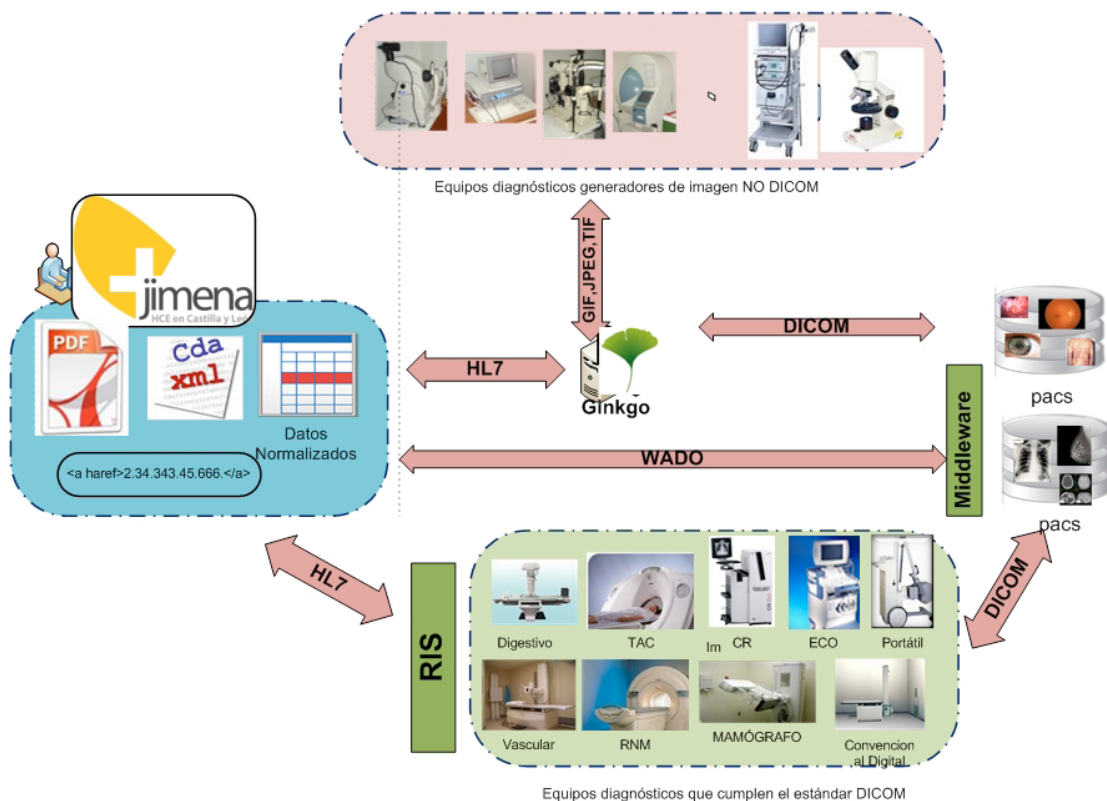 Equipos diagnósticos generadores de imagen NO DICOM
GIF,JPEG,TIF
jimena
HCE en Castilla y León
PDF
Cda
xml
Datos
Normalizados
<a haref>2.34.343.45.666.</a>
HL7
Ginkgo
DICOM
pacs
WADO
Middleware
pacs
HL7
DICOM
RIS
Digestivo
TAC
Im
CR
ECO
Portátil
Vascular
RNM
MAMÓGRAFO
Convencion
al Digital
Equipos diagnósticos que cumplen el estándar DICOM